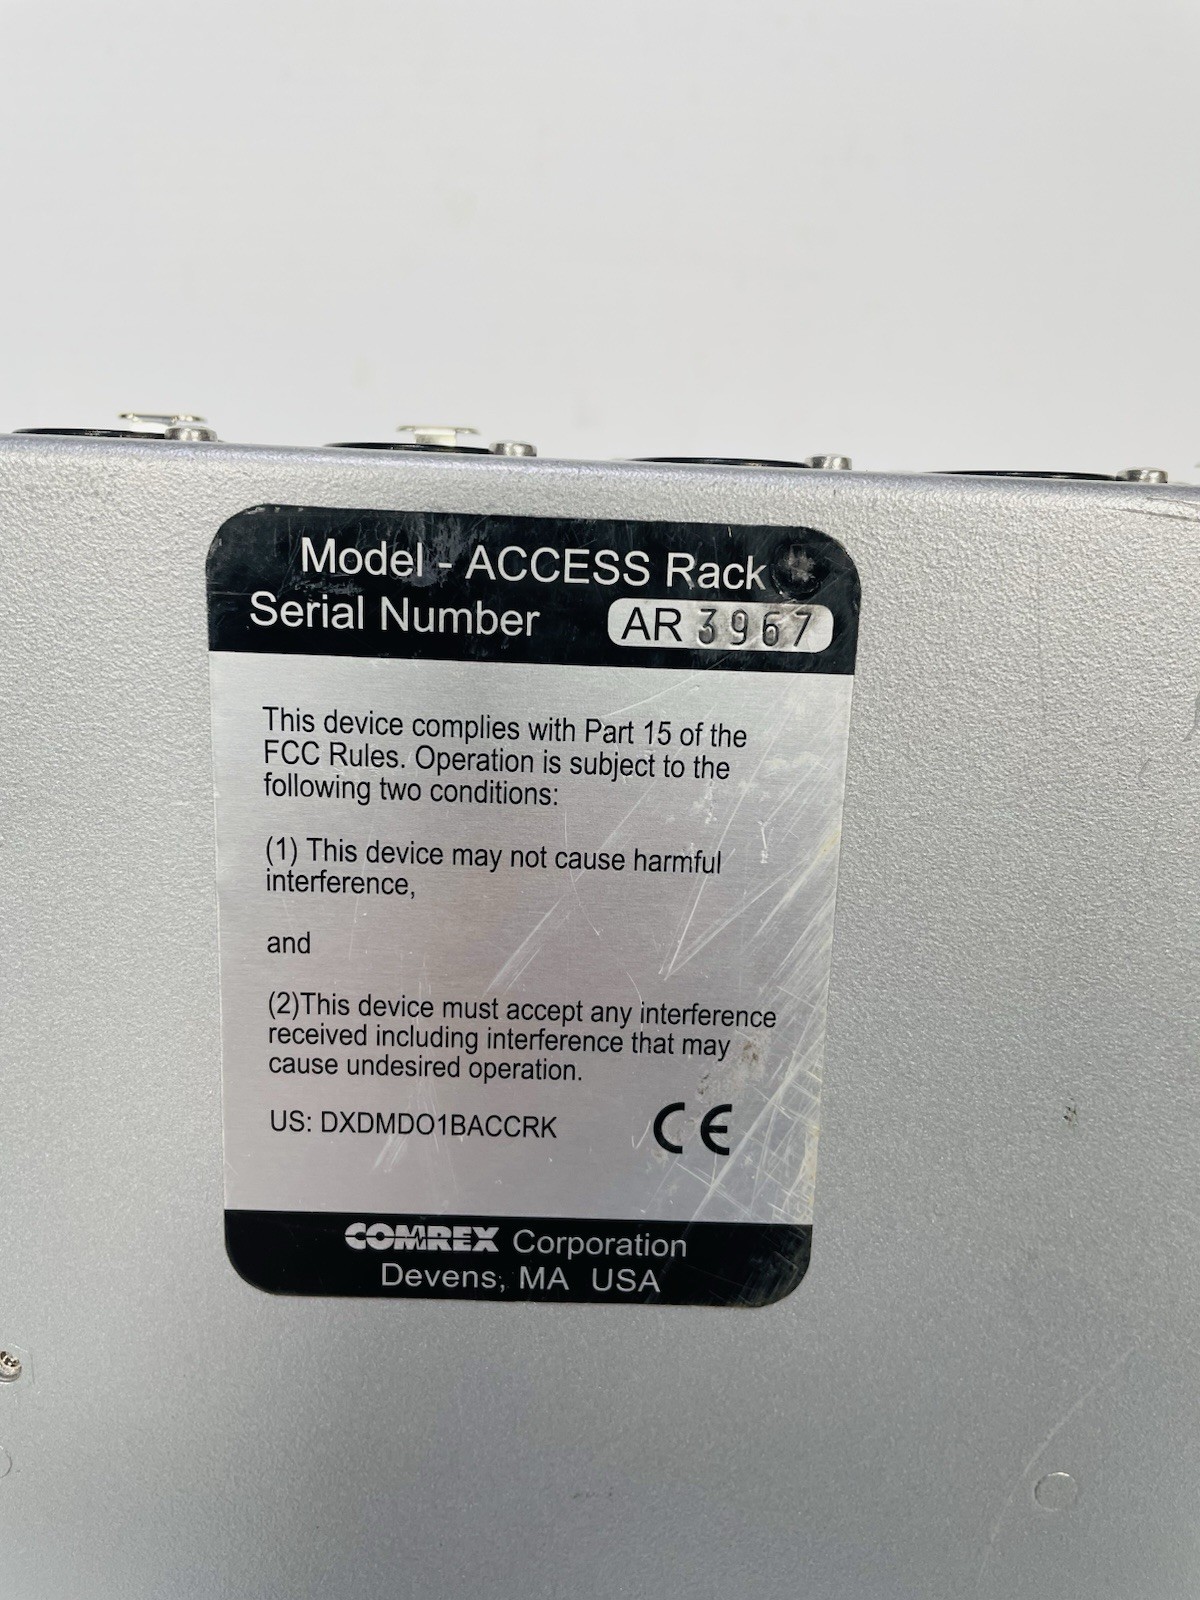 Model - ACCESS Rack
Serial Number AR 3967
This device complies with Part 15 of the
FCC Rules. Operation is subject to the
following two conditions:
(1) This device may not cause harmful
interference,
and
(2)This device must accept any interference
received including interference that may
cause undesired operation.
US: DXDMDO1BACCRK CE
COMREX Corporation
Devens, MA USA